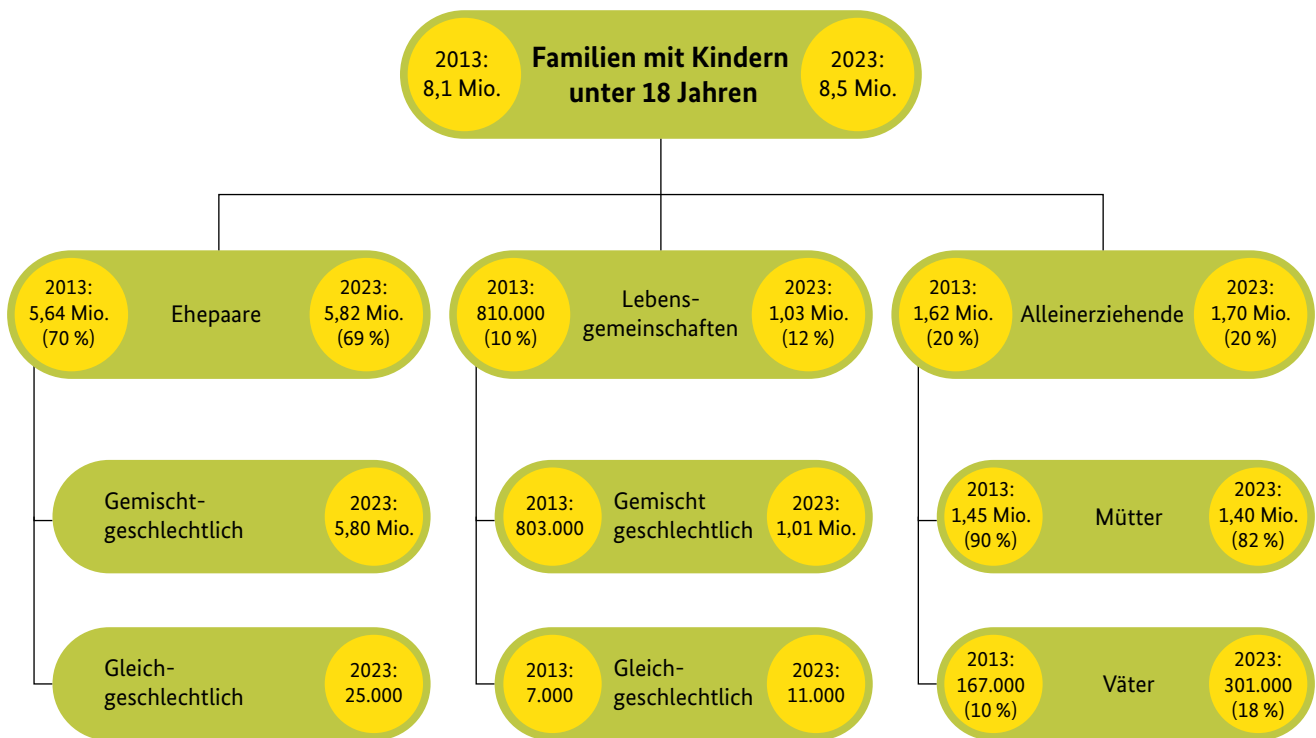 2013:
8,1 Mio.
Familien mit Kindern
unter 18 Jahren
2023:
8,5 Mio.
2013:
5,64 Mio.
(70 %)
Ehepaare
2023:
5,82 Mio.
(69 %)
2013:
810.000
(10 %)
Lebens-
gemeinschaften
2023:
1,03 Mio.
(12 %)
2013:
1,62 Mio.
(20 %)
Alleinerziehende
2023:
1,70 Mio.
(20 %)
Gemischt-
geschlechtlich
2023:
5,80 Mio.
2013:
803.000
Gemischt
geschlechtlich
2023:
1,01 Mio.
2013:
1,45 Mio.
(90 %)
Mütter
2023:
1,40 Mio.
(82 %)
Gleich-
geschlechtlich
2023:
25.000
2013:
7.000
Gleich-
geschlechtlich
2023:
11.000
2013:
167.000
(10 %)
Väter
2023:
301.000
(18 %)